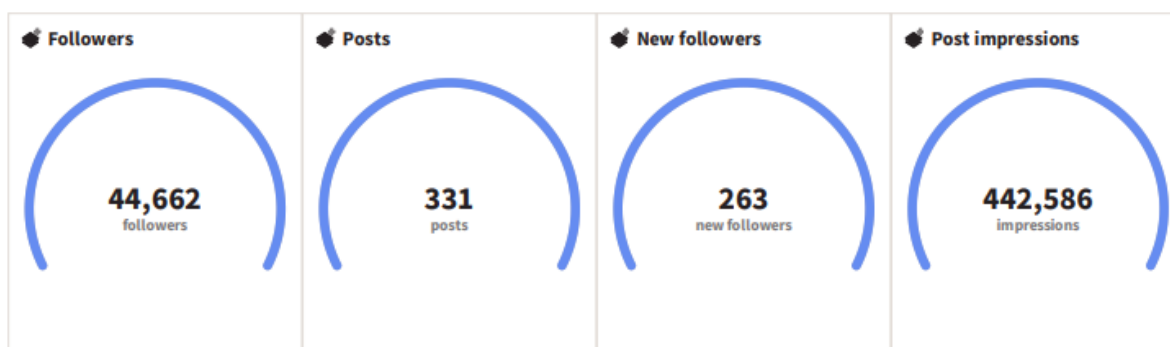 Followers
44,662
followers
Posts
331
posts
New followers
263
new followers
Post impressions
442,586
impressions